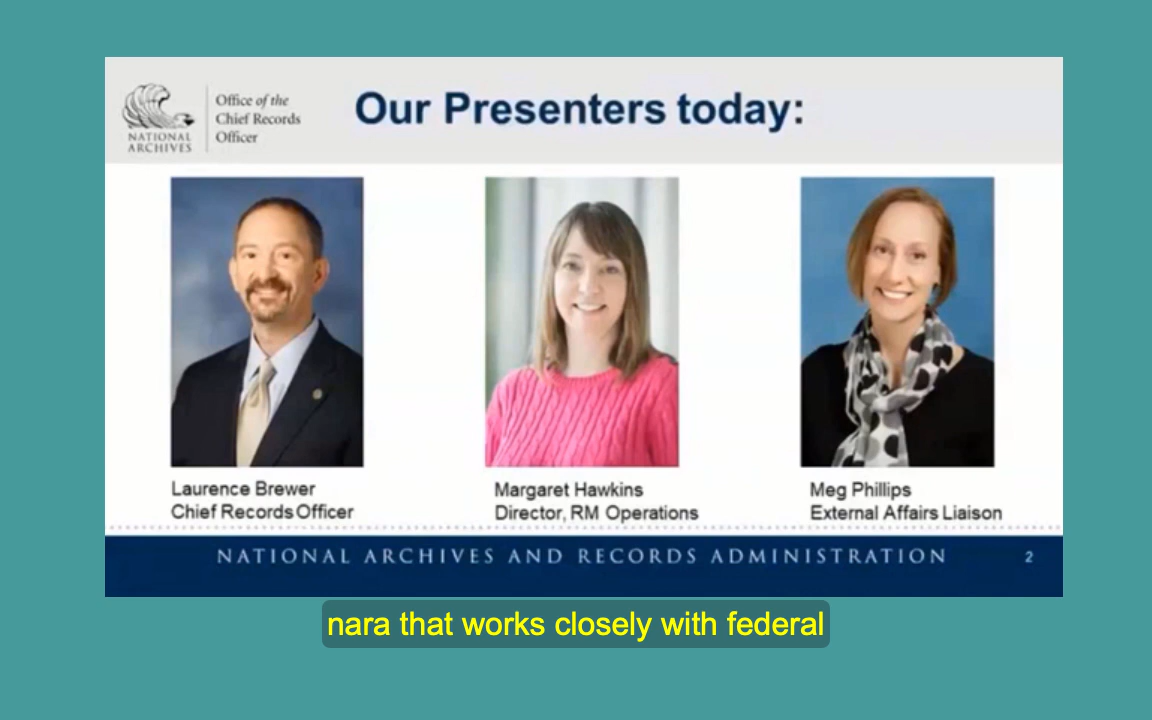 NATIONAL
ARCHIVES
Office of the
Chief Records
Officer
Our Presenters today:
Laurence Brewer
Chief Records Officer
Margaret Hawkins
Director, RM Operations
Meg Phillips
External Affairs Liaison
NATIONAL ARCHIVES AND RECORDS ADMINISTRATION
2
nara that works closely with federal